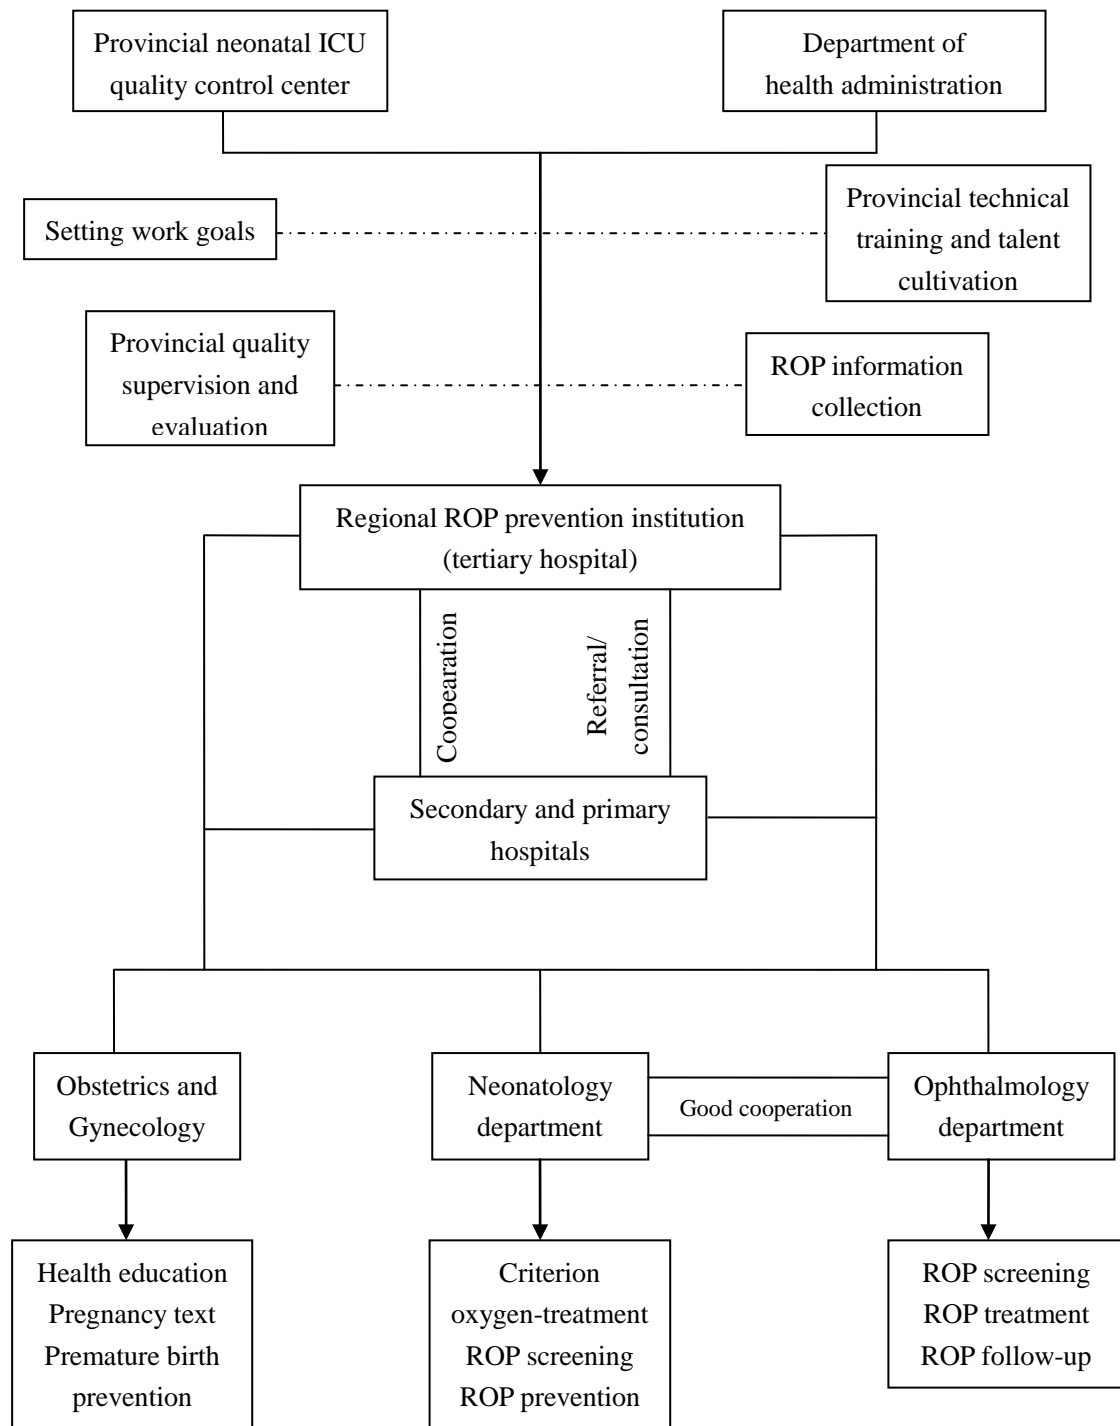 Provincial neonatal ICU
quality control center
Department of
health administration
Setting work goals
Provincial technical
training and talent
cultivation
Provincial quality
supervision and
evaluation
ROP information
collection
Regional ROP prevention institution
(tertiary hospital)
Coopearation
Referral/
consultation
Secondary and primary
hospitals
Obstetrics and
Gynecology
Neonatology
department
Good cooperation
Ophthalmology
department
Health education
Pregnancy text
Premature birth
prevention
Criterion
oxygen-treatment
ROP screening
ROP prevention
ROP screening
ROP treatment
ROP follow-up